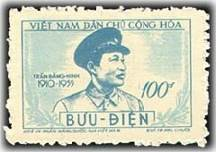 VIỆT NAM DÂN CHỦ CỘNG HÒA
TRẦN ĐĂNG NINH
1910-1955
100đ
BƯU-ĐIỆN